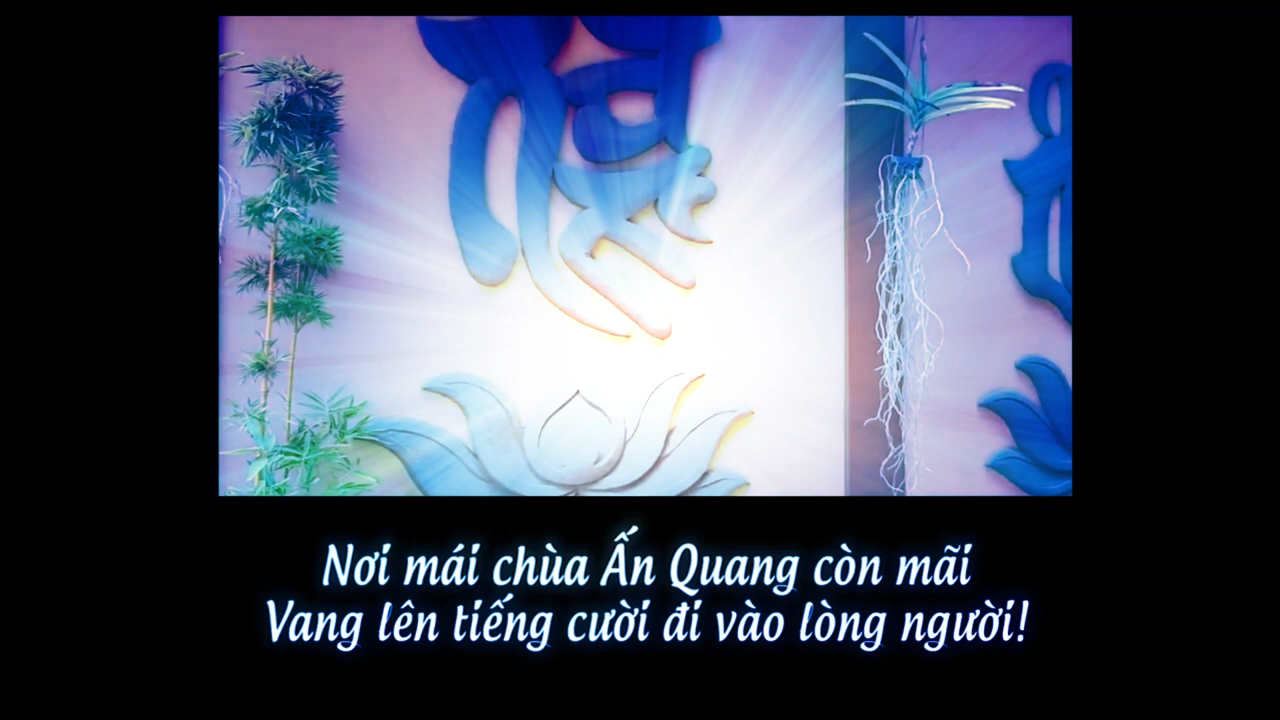 Nơi mái chùa Ấn Quang còn mãi
Vang lên tiếng cười đi vào lòng người!